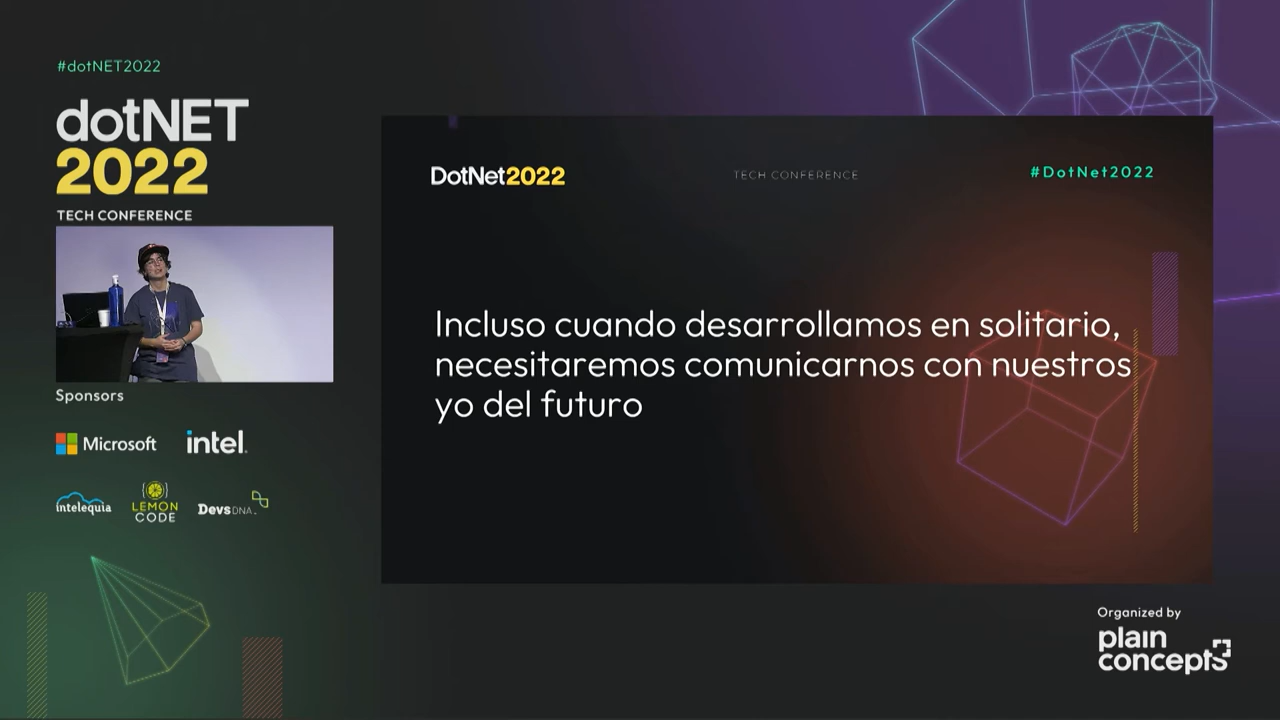 #dotNET2022
dotNET
2022
TECH CONFERENCE
Sponsors
Microsoft
intel.
intelequia
LEMON
CODE
DevsDNA_
DotNet2022
TECH CONFERENCE
#DotNet2022
Incluso cuando desarrollamos en solitario,
necesitaremos comunicarnos con nuestros
yo del futuro
Organized by
plain
concepts